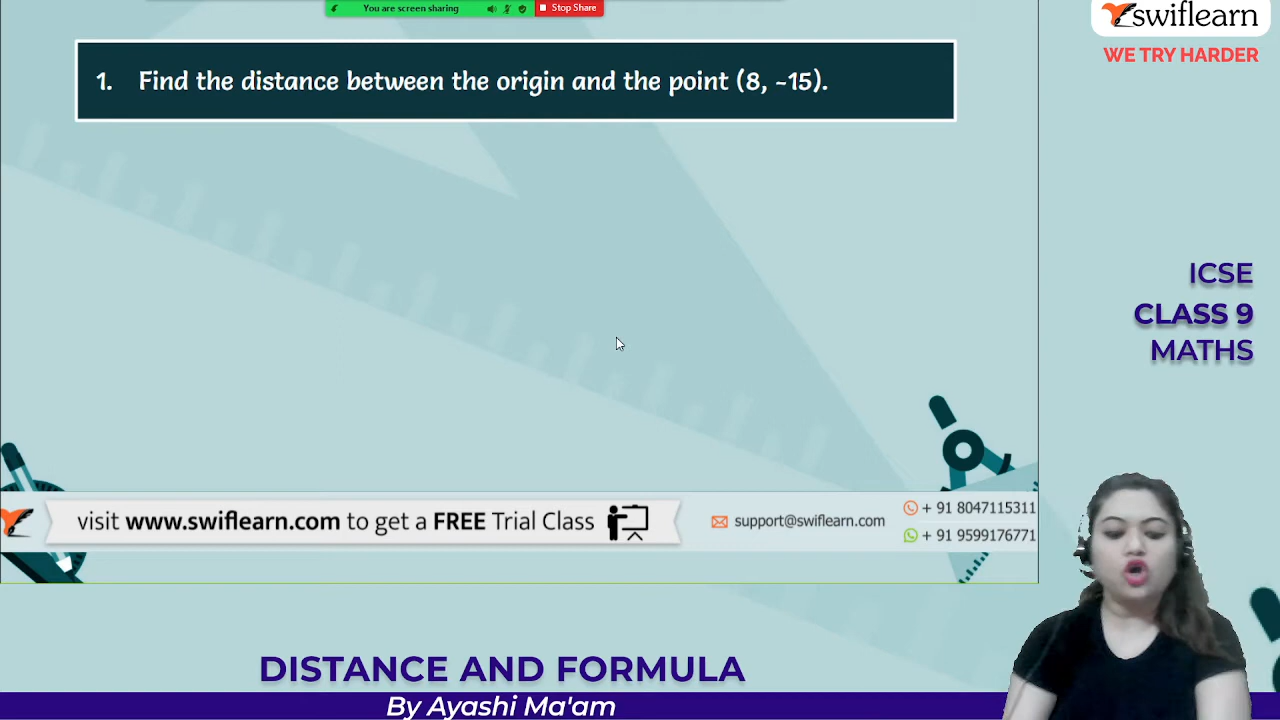 You are screen sharing
Stop Share
swiflearn
WE TRY HARDER
1. Find the distance between the origin and the point (8, -15).
ICSE
CLASS 9
MATHS
visit www.swiflearn.com to get a FREE Trial Class
support@swiflearn.com
+ 91 8047115311
+ 91 9599176771
DISTANCE AND FORMULA
By Ayashi Ma'am